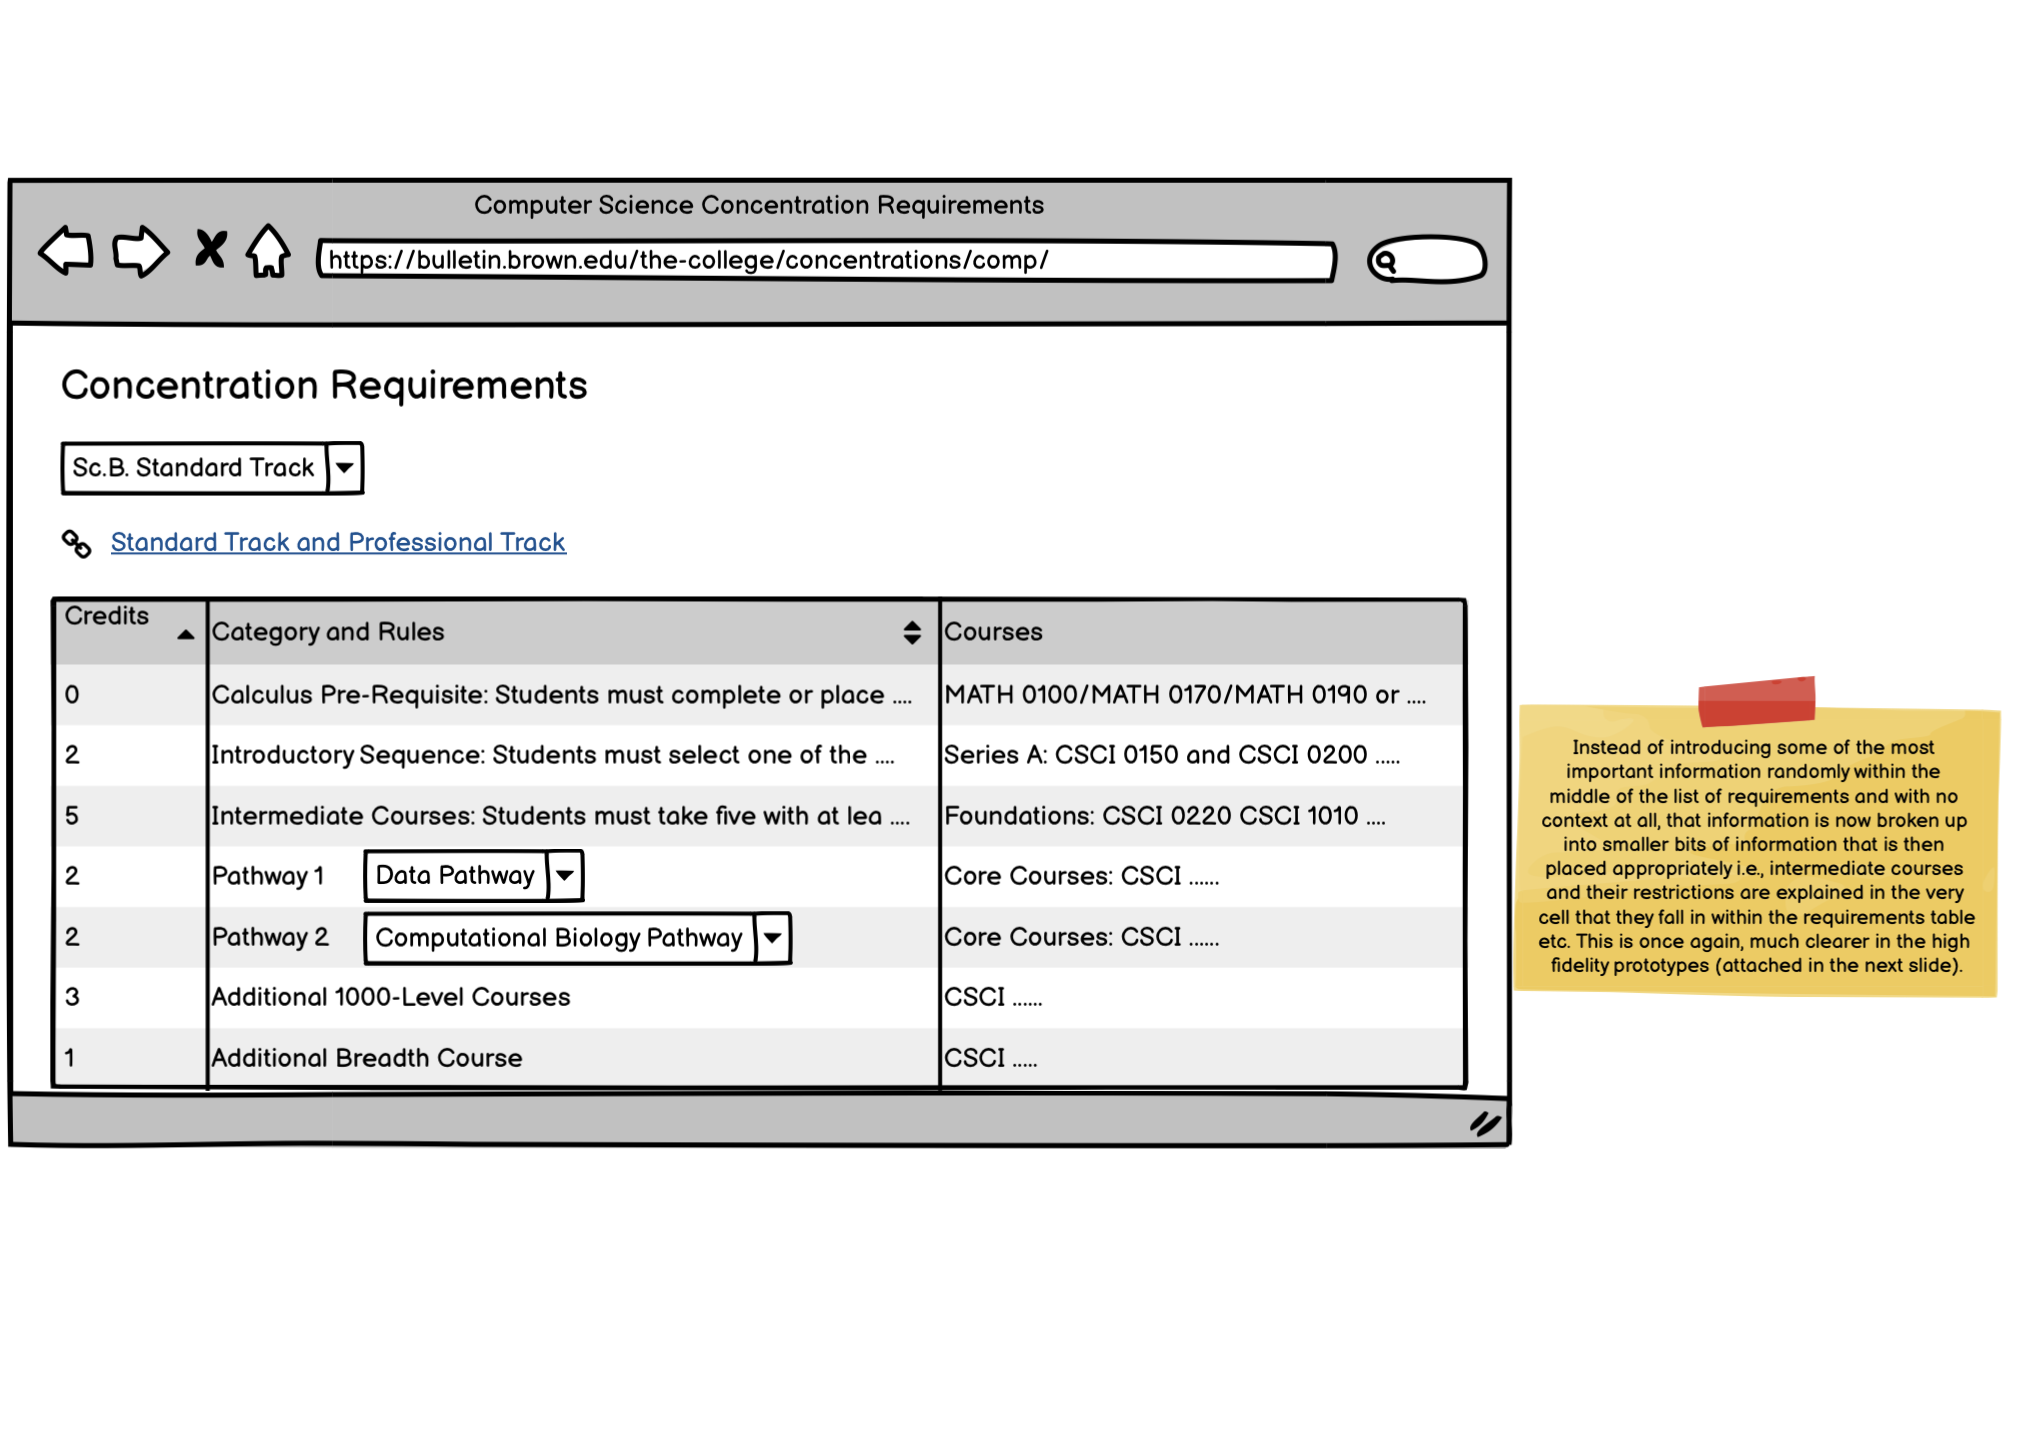 Computer Science Concentration Requirements
https://bulletin.brown.edu/the-college/concentrations/comp/
Concentration Requirements
Sc.B. Standard Track
Standard Track and Professional Track
Credits Category and Rules Courses
0 Calculus Pre-Requisite: Students must complete or place .... MATH 0100/MATH 0170/MATH 0190 or ....
2 Introductory Sequence: Students must select one of the .... Series A: CSCI 0150 and CSCI 0200 .....
5 Intermediate Courses: Students must take five with at lea .... Foundations: CSCI 0220 CSCI 1010 ....
2 Pathway 1 Data Pathway Core Courses: CSCI ......
2 Pathway 2 Computational Biology Pathway Core Courses: CSCI ......
3 Additional 1000-Level Courses CSCI ......
1 Additional Breadth Course CSCI .....
Instead of introducing some of the most
important information randomly within the
middle of the list of requirements and with no
context at all, that information is now broken up
into smaller bits of information that is then
placed appropriately i.e., intermediate courses
and their restrictions are explained in the very
cell that they fall in within the requirements table
etc. This is once again, much clearer in the high
fidelity prototypes (attached in the next slide).